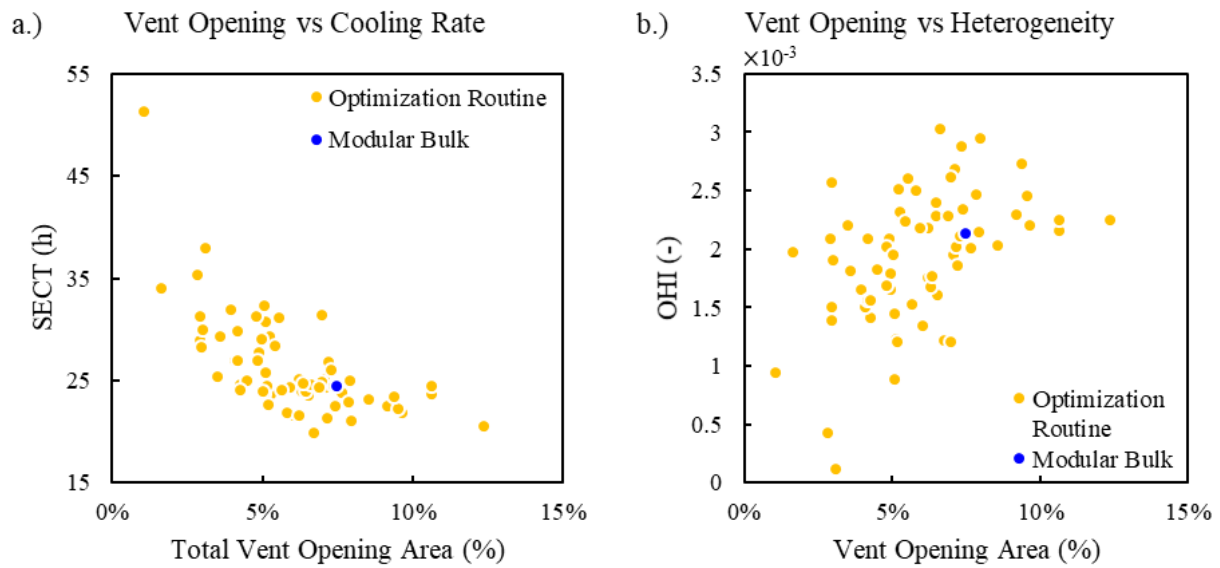 a.) Vent Opening vs Cooling Rate
55
45
35
25
15
SECT (h)
Optimization Routine
Modular Bulk
0% 5% 10% 15%
Total Vent Opening Area (%)
b.) Vent Opening vs Heterogeneity
×10⁻³
3.5
3
2.5
2
1.5
1
0.5
0
OHI (-)
Optimization
Routine
Modular Bulk
0% 5% 10% 15%
Vent Opening Area (%)